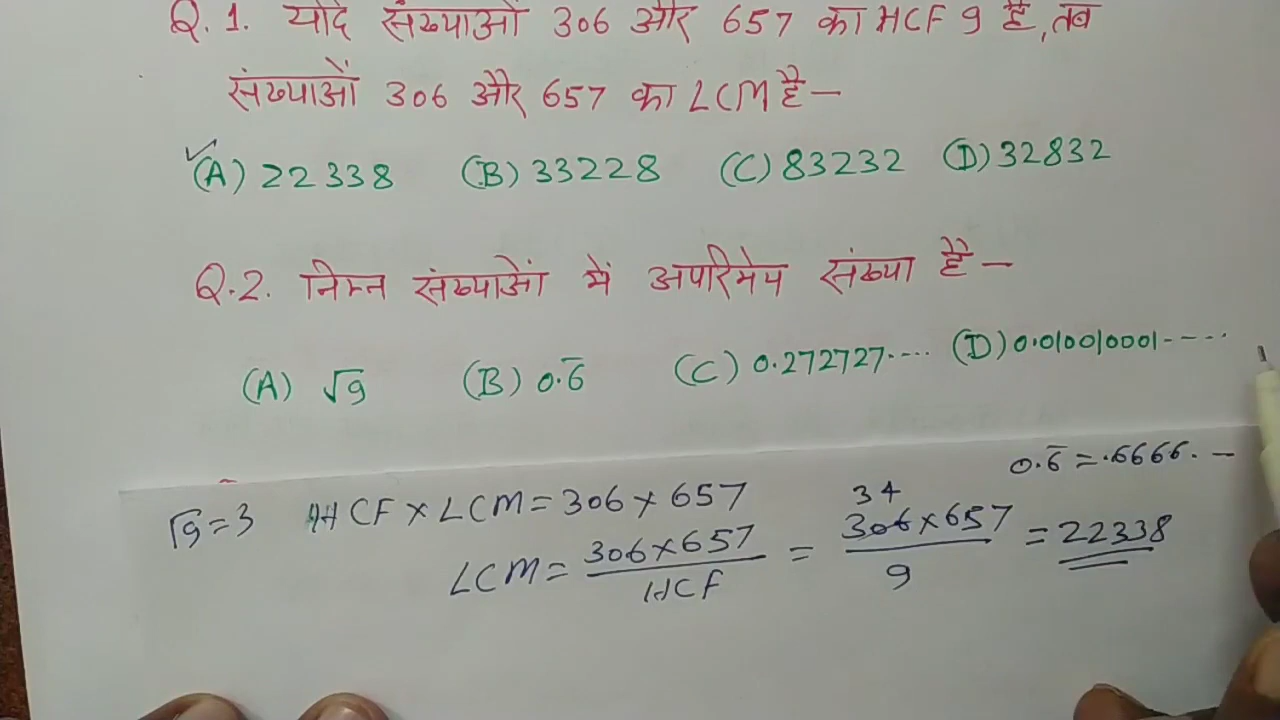 Q. 1. यदि संख्याओं 306 और 657 का HCF 9 है, तब
संख्याओं 306 और 657 का LCM है –
✓(A) 22338 (B) 33228 (C) 83232 (D) 32832
Q.2. निम्न संख्याओं में अपरिमेय संख्या है –
(A) √9 (B) 0.6̅ (C) 0.272727.... (D) 0.010010001-----
0.6̅ = .6666. –
√9 = 3 HCF × LCM = 306 × 657
LCM = 306×657 / HCF = 34 306×657 / 9 = 22338